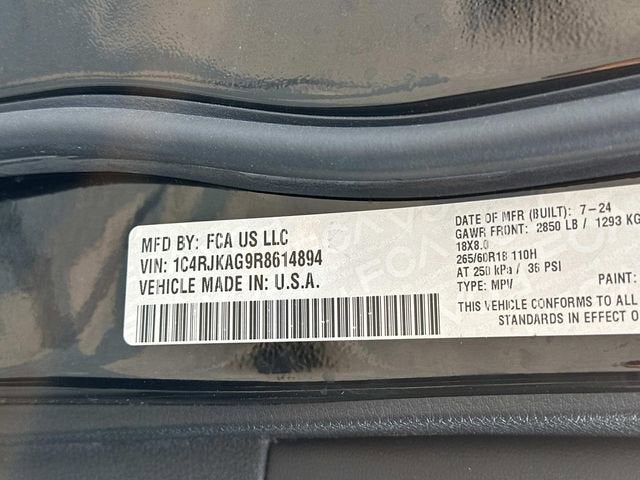 MFD BY: FCA US LLC
VIN: 1C4RJKAG9R8614894
VEHICLE MADE IN: U.S.A.
DATE OF MFR (BUILT): 7-24
GAWR FRONT: 2850 LB / 1293 KG
18X8.0
265/60R18 110H
AT 250 kPa / 36 PSI
TYPE: MPV PAINT:
THIS VEHICLE CONFORMS TO ALL
STANDARDS IN EFFECT O